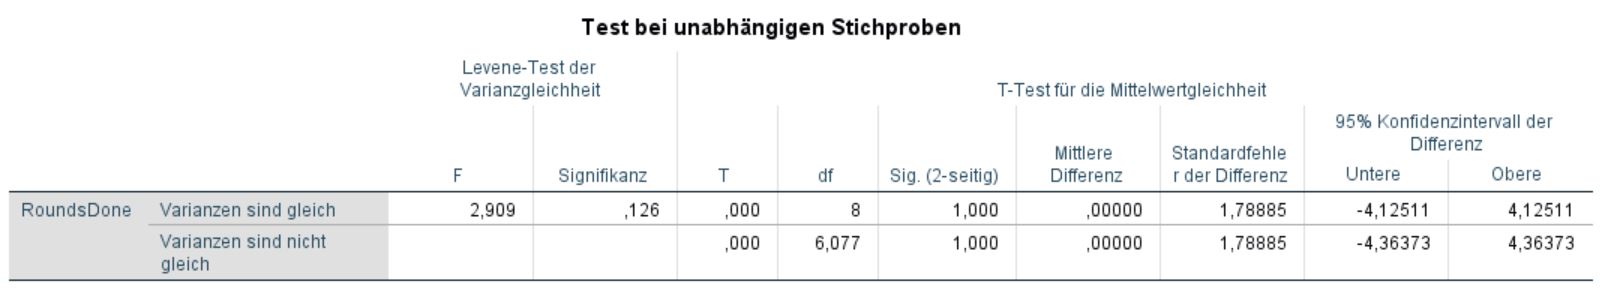 Test bei unabhängigen Stichproben
Levene-Test der
Varianzgleichheit
T-Test für die Mittelwertgleichheit
95% Konfidenzintervall der
Differenz
F
Signifikanz
T
df
Sig. (2-seitig)
Mittlere
Differenz
Standardfehle
r der Differenz
Untere
Obere
RoundsDone Varianzen sind gleich 2,909 ,126 ,000 8 1,000 ,00000 1,78885 -4,12511 4,12511
Varianzen sind nicht
gleich
,000 6,077 1,000 ,00000 1,78885 -4,36373 4,36373